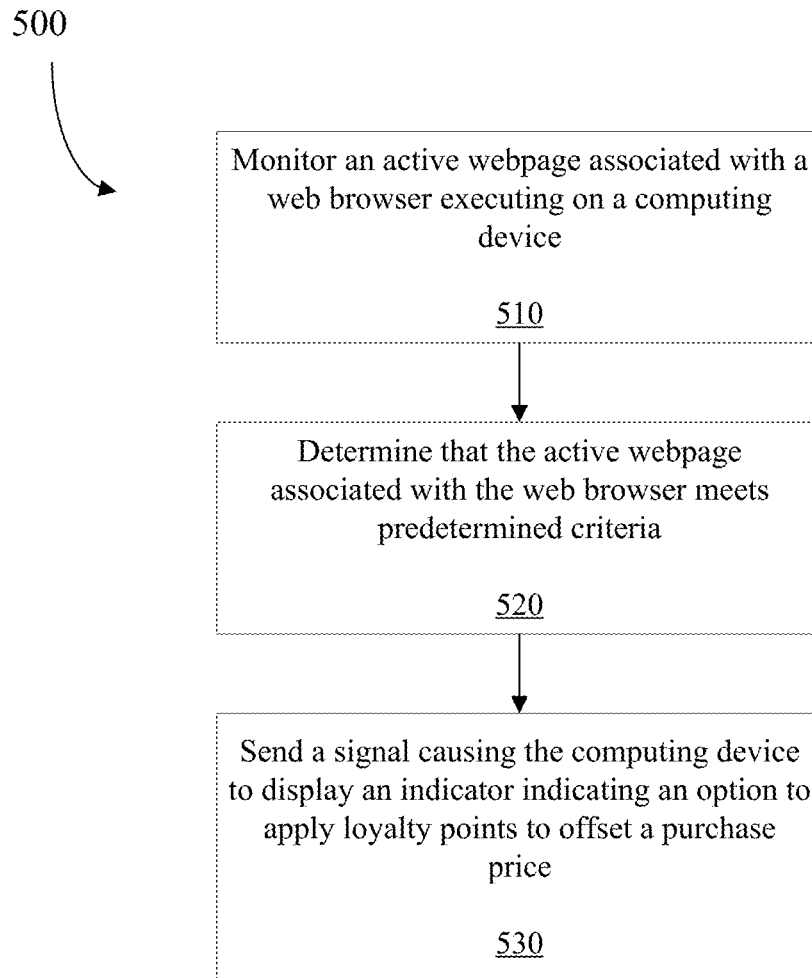 500
Monitor an active webpage associated with a
web browser executing on a computing
device
510
Determine that the active webpage
associated with the web browser meets
predetermined criteria
520
Send a signal causing the computing device
to display an indicator indicating an option to
apply loyalty points to offset a purchase
price
530